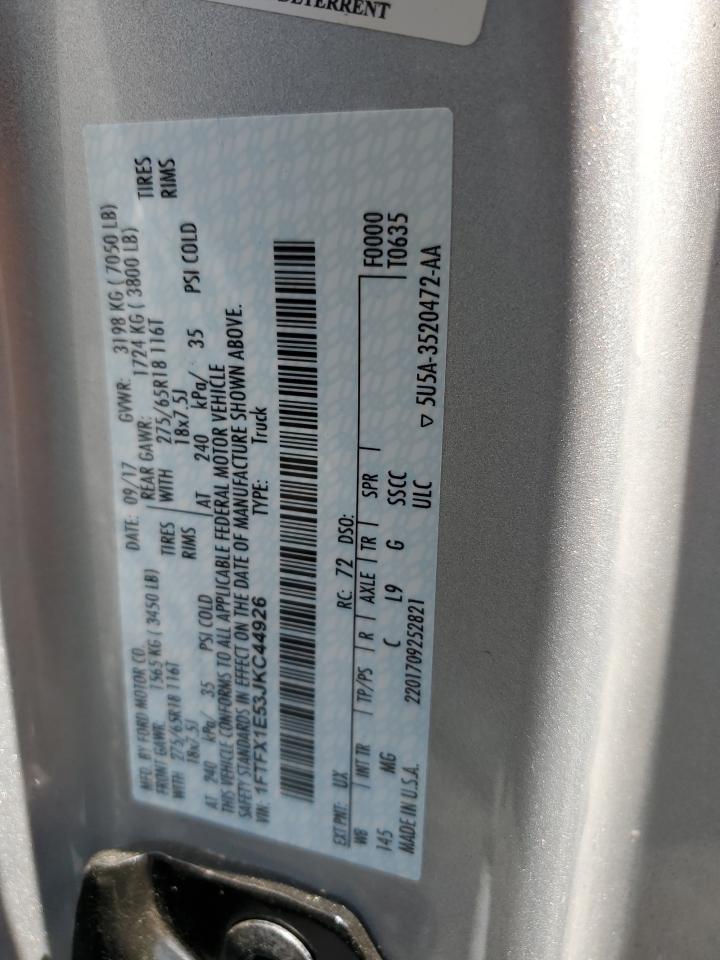 DETERRENT
MFD. BY FORD MOTOR CO.
DATE: 09/17 GVWR: 3198 KG ( 7050 LB)
FRONT GAWR: 1565 KG ( 3450 LB) REAR GAWR: 1724 KG ( 3800 LB)
WITH 275/65R18 116T TIRES WITH 275/65R18 116T TIRES
18x7.5J RIMS 18x7.5J RIMS
AT 240 kPa/ 35 PSI COLD AT 240 kPa/ 35 PSI COLD
THIS VEHICLE CONFORMS TO ALL APPLICABLE FEDERAL MOTOR VEHICLE
SAFETY STANDARDS IN EFFECT ON THE DATE OF MANUFACTURE SHOWN ABOVE.
VIN: 1FTFX1E53JKC44926 TYPE: Truck
EXT PNT: UX RC: 72 DSO: F0000
WB INT TR TP/PS R AXLE TR SPR T0635
145 MG C L9 G SSCC
MADE IN U.S.A. 2201709252821 ULC
▽ 5U5A-3520472-AA